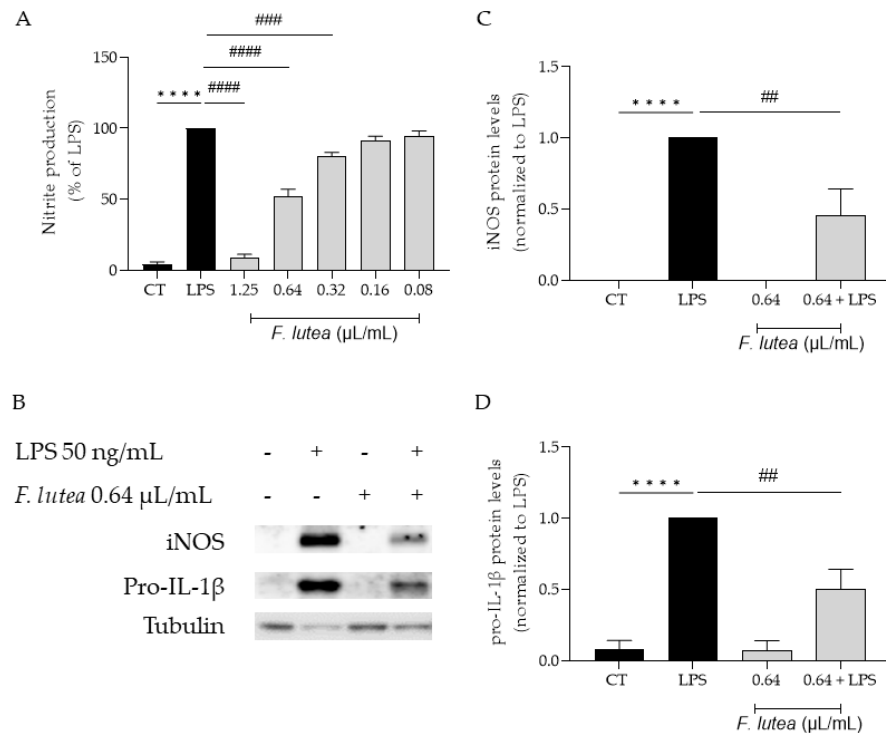 A
Nitrite production
(% of LPS)
150
100
50
0
****
####
####
###
CT LPS 1.25 0.64 0.32 0.16 0.08
F. lutea (µL/mL)
B
LPS 50 ng/mL - + - +
F. lutea 0.64 µL/mL - - + +
iNOS
Pro-IL-1β
Tubulin
C
iNOS protein levels
(normalized to LPS)
1.5
1.0
0.5
0.0
****
##
CT LPS 0.64 0.64 + LPS
F. lutea (µL/mL)
D
pro-IL-1β protein levels
(normalized to LPS)
1.5
1.0
0.5
0.0
****
##
CT LPS 0.64 0.64 + LPS
F. lutea (µL/mL)